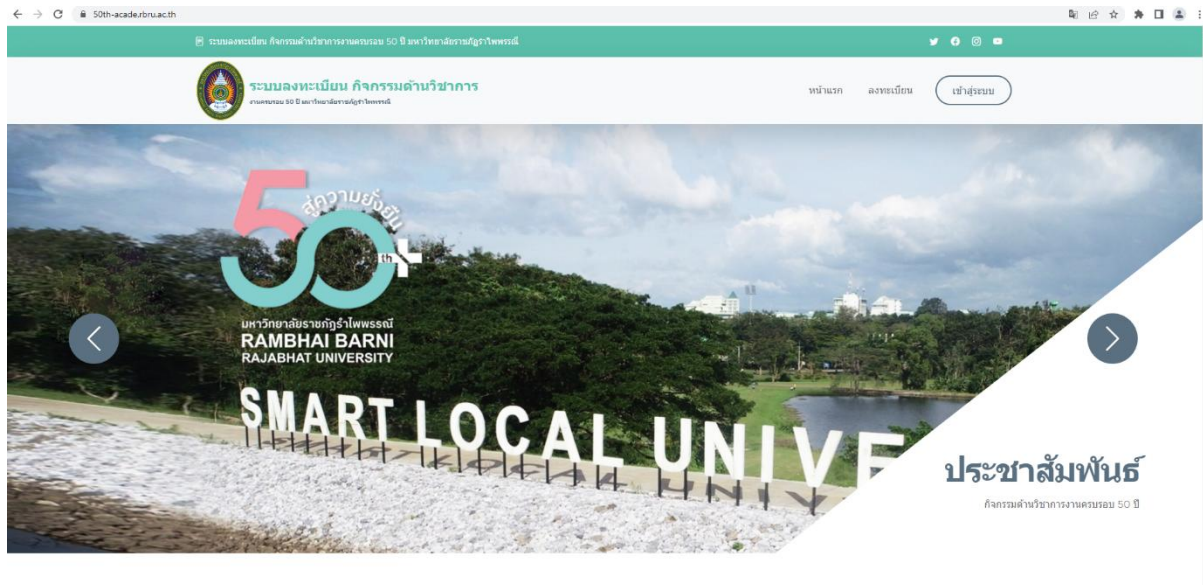 50th-acade.rbru.ac.th
ระบบลงทะเบียน กิจกรรมด้านวิชาการงานครบรอบ 50 ปี มหาวิทยาลัยราชภัฏรำไพพรรณี
ระบบลงทะเบียน กิจกรรมด้านวิชาการ
งานครบรอบ 50 ปี มหาวิทยาลัยราชภัฏรำไพพรรณี
หน้าแรก ลงทะเบียน เข้าสู่ระบบ
50 th+
สู่ความยั่งยืน
มหาวิทยาลัยราชภัฏรำไพพรรณี
RAMBHAI BARNI
RAJABHAT UNIVERSITY
SMART LOCAL UNIVE
ประชาสัมพันธ์
กิจกรรมด้านวิชาการงานครบรอบ 50 ปี